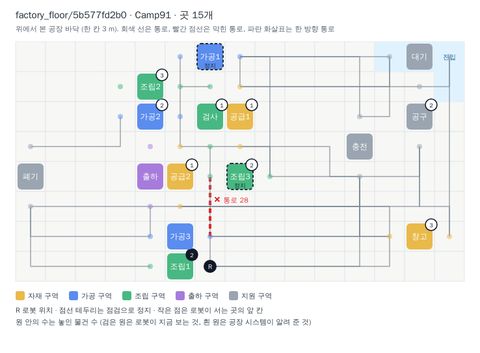 factory_floor/5b577fd2b0 · Camp91 · 곳 15개
위에서 본 공장 바닥 (한 칸 3 m). 회색 선은 통로, 빨간 점선은 막힌 통로, 파란 화살표는 한 방향 통로
가공1
정지
대기
진입
조립2
3
가공2
2
검사
1
공급1
1
공구
2
충전
폐기
출하
공급2
1
조립3
정지
2
✕ 통로 28
가공3
창고
3
조립1
2
R
자재 구역
가공 구역
조립 구역
출하 구역
지원 구역
R 로봇 위치 · 점선 테두리는 점검으로 정지 · 작은 점은 로봇이 서는 곳의 앞 칸
원 안의 수는 놓인 물건 수 (검은 원은 로봇이 지금 보는 것, 흰 원은 공장 시스템이 알려 준 것)